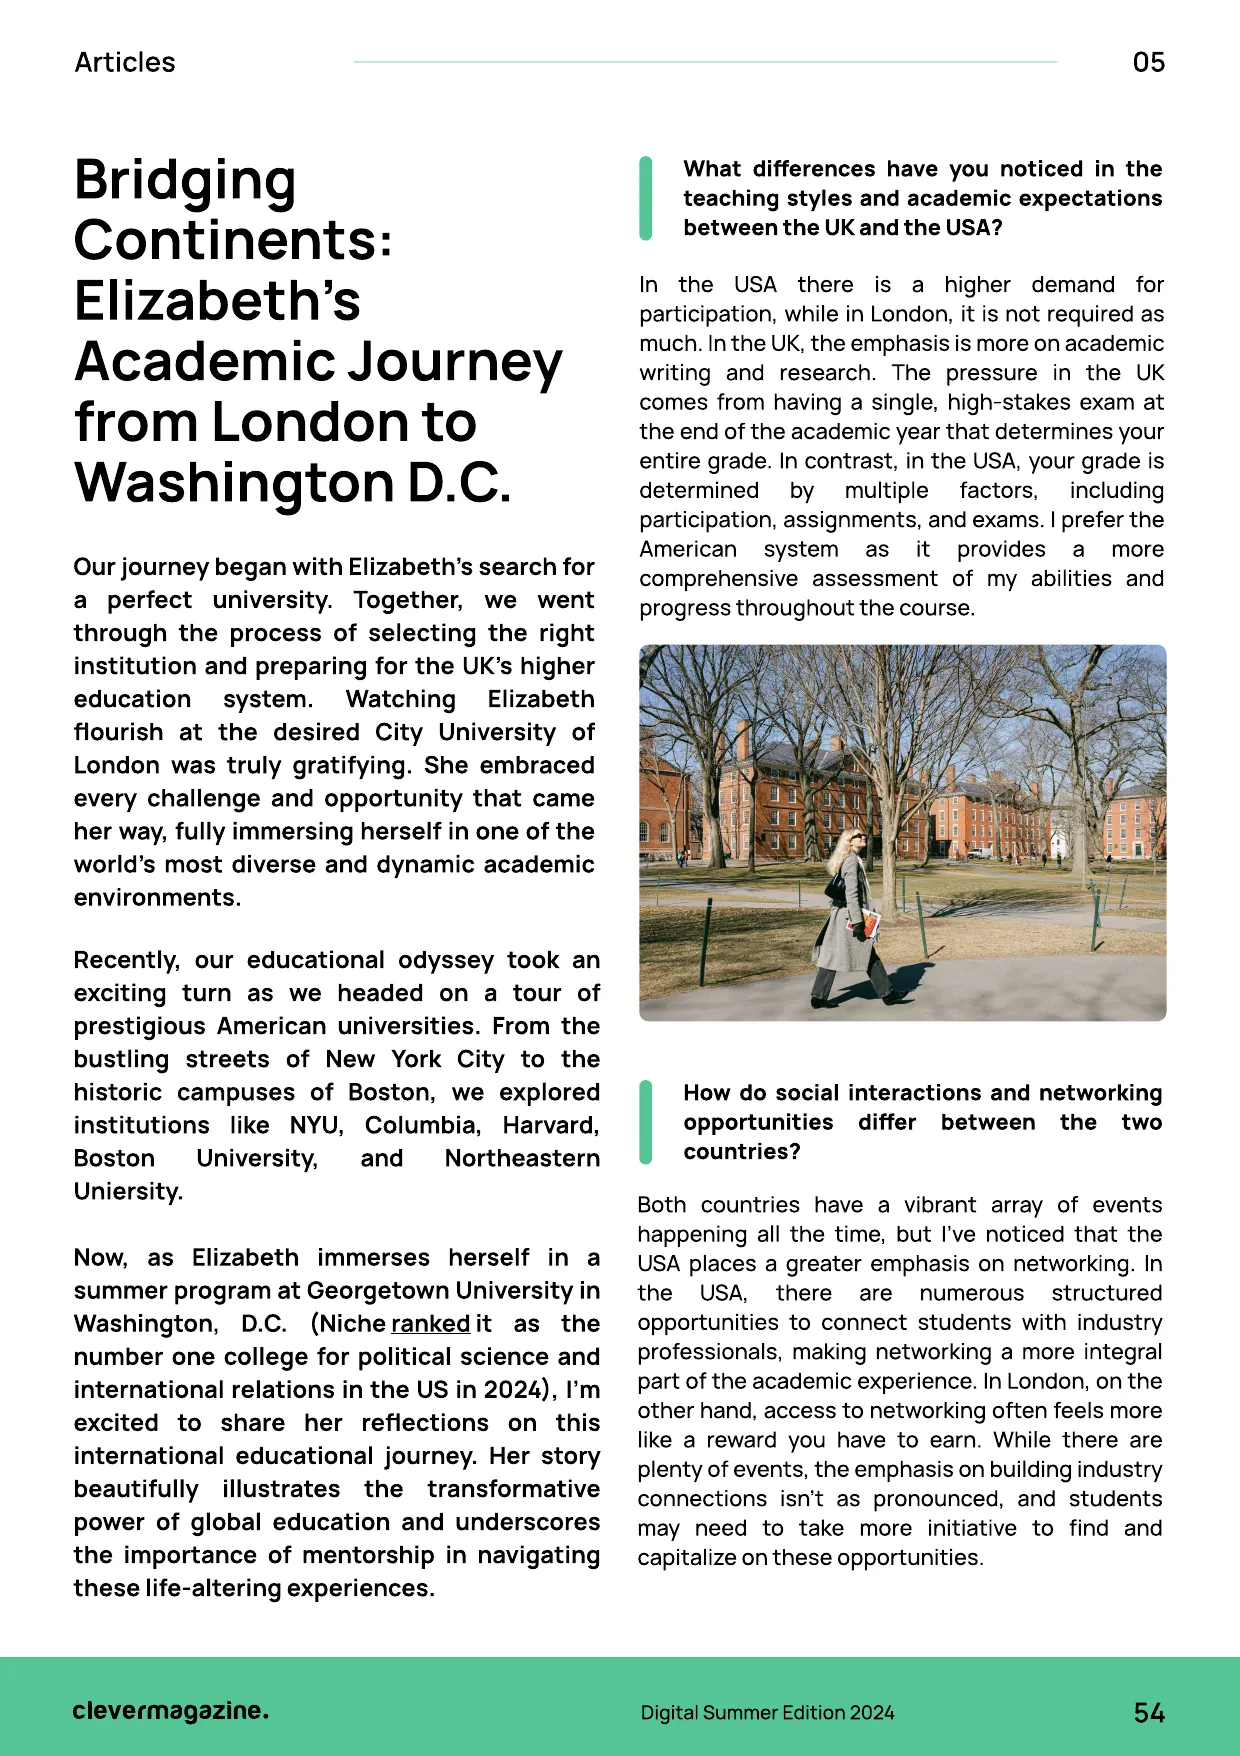 Articles
05
Bridging
Continents:
Elizabeth's
Academic Journey
from London to
Washington D.C.
Our journey began with Elizabeth's search for
a perfect university. Together, we went
through the process of selecting the right
institution and preparing for the UK's higher
education system. Watching Elizabeth
flourish at the desired City University of
London was truly gratifying. She embraced
every challenge and opportunity that came
her way, fully immersing herself in one of the
world's most diverse and dynamic academic
environments.
Recently, our educational odyssey took an
exciting turn as we headed on a tour of
prestigious American universities. From the
bustling streets of New York City to the
historic campuses of Boston, we explored
institutions like NYU, Columbia, Harvard,
Boston University, and Northeastern
Uniersity.
Now, as Elizabeth immerses herself in a
summer program at Georgetown University in
Washington, D.C. (Niche ranked it as the
number one college for political science and
international relations in the US in 2024), I'm
excited to share her reflections on this
international educational journey. Her story
beautifully illustrates the transformative
power of global education and underscores
the importance of mentorship in navigating
these life-altering experiences.
What differences have you noticed in the
teaching styles and academic expectations
between the UK and the USA?
In the USA there is a higher demand for
participation, while in London, it is not required as
much. In the UK, the emphasis is more on academic
writing and research. The pressure in the UK
comes from having a single, high-stakes exam at
the end of the academic year that determines your
entire grade. In contrast, in the USA, your grade is
determined by multiple factors, including
participation, assignments, and exams. I prefer the
American system as it provides a more
comprehensive assessment of my abilities and
progress throughout the course.
How do social interactions and networking
opportunities differ between the two
countries?
Both countries have a vibrant array of events
happening all the time, but I've noticed that the
USA places a greater emphasis on networking. In
the USA, there are numerous structured
opportunities to connect students with industry
professionals, making networking a more integral
part of the academic experience. In London, on the
other hand, access to networking often feels more
like a reward you have to earn. While there are
plenty of events, the emphasis on building industry
connections isn't as pronounced, and students
may need to take more initiative to find and
capitalize on these opportunities.
clevermagazine.
Digital Summer Edition 2024
54